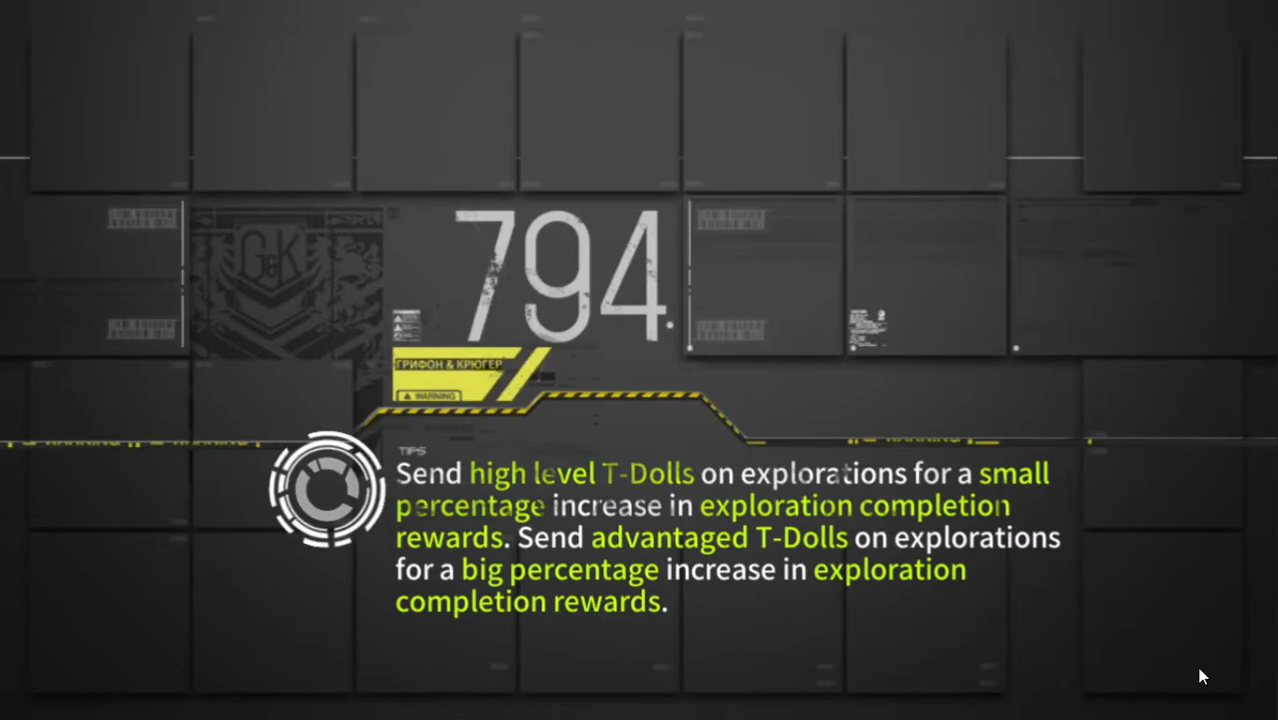 G&K
794.
ГРИФОН & КРЮГЕР
WARNING
TIPS
Send high level T-Dolls on explorations for a small
percentage increase in exploration completion
rewards. Send advantaged T-Dolls on explorations
for a big percentage increase in exploration
completion rewards.